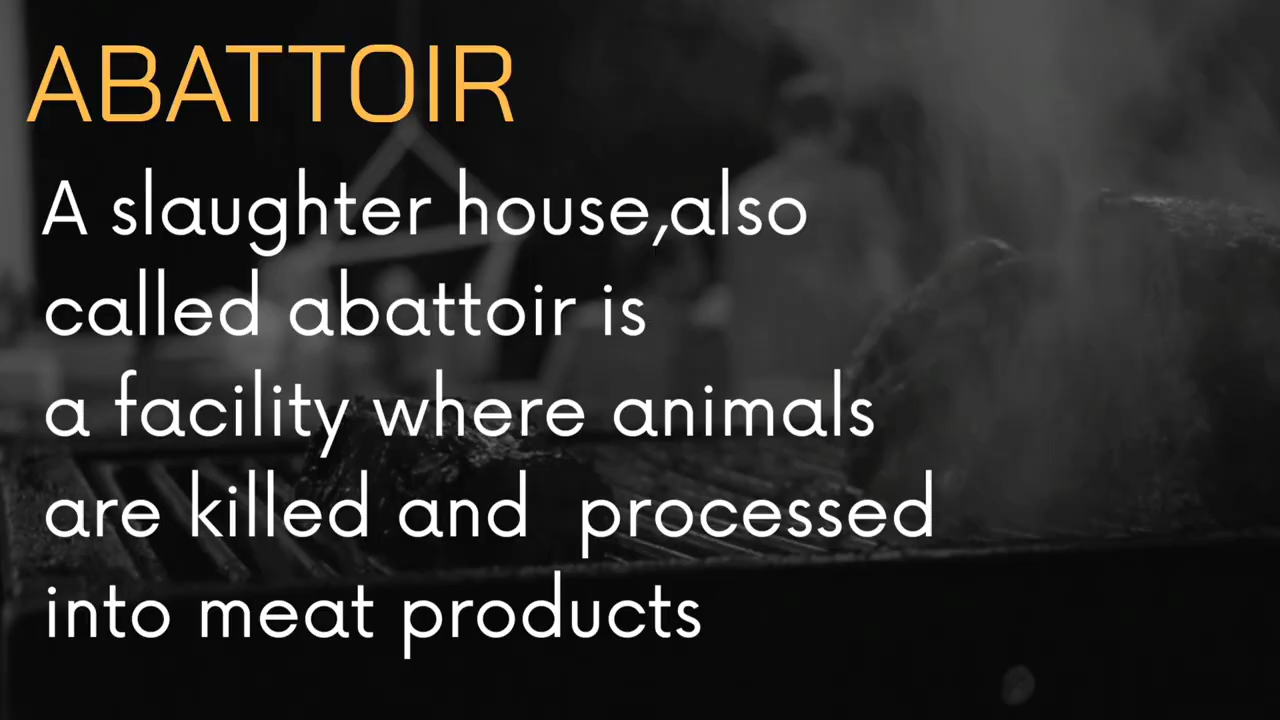 ABATTOIR
A slaughter house,also
called abattoir is
a facility where animals
are killed and  processed
into meat products